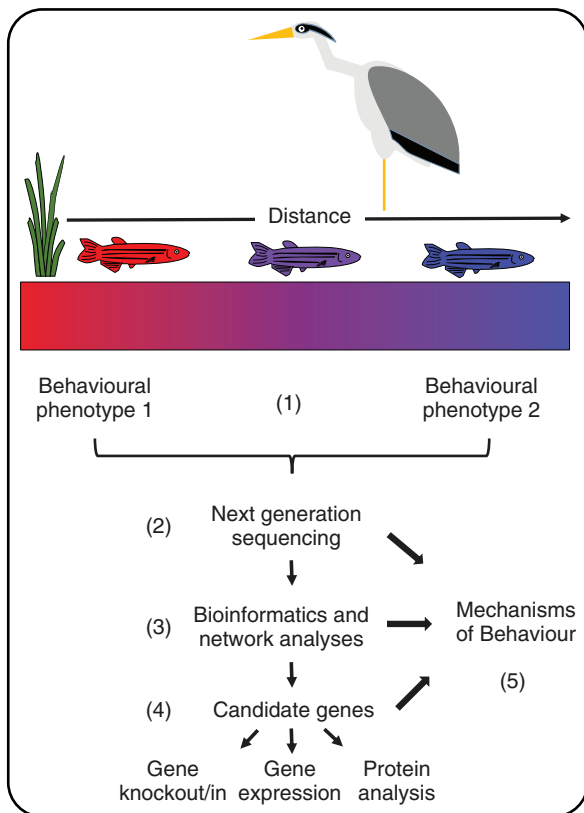 Distance
Behavioural
phenotype 1
(1)
Behavioural
phenotype 2
(2)
Next generation
sequencing
(3)
Bioinformatics and
network analyses
Mechanisms
of Behaviour
(5)
(4)
Candidate genes
Gene
knockout/in
Gene
expression
Protein
analysis